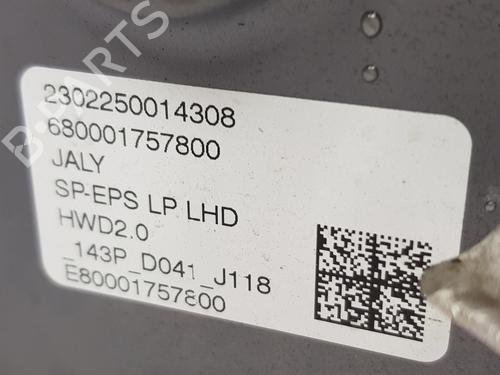 B-PARTS
2302250014308
680001757800
JALY
SP-EPS LP LHD
HWD2.0
_143P_D041_J118
E80001757800